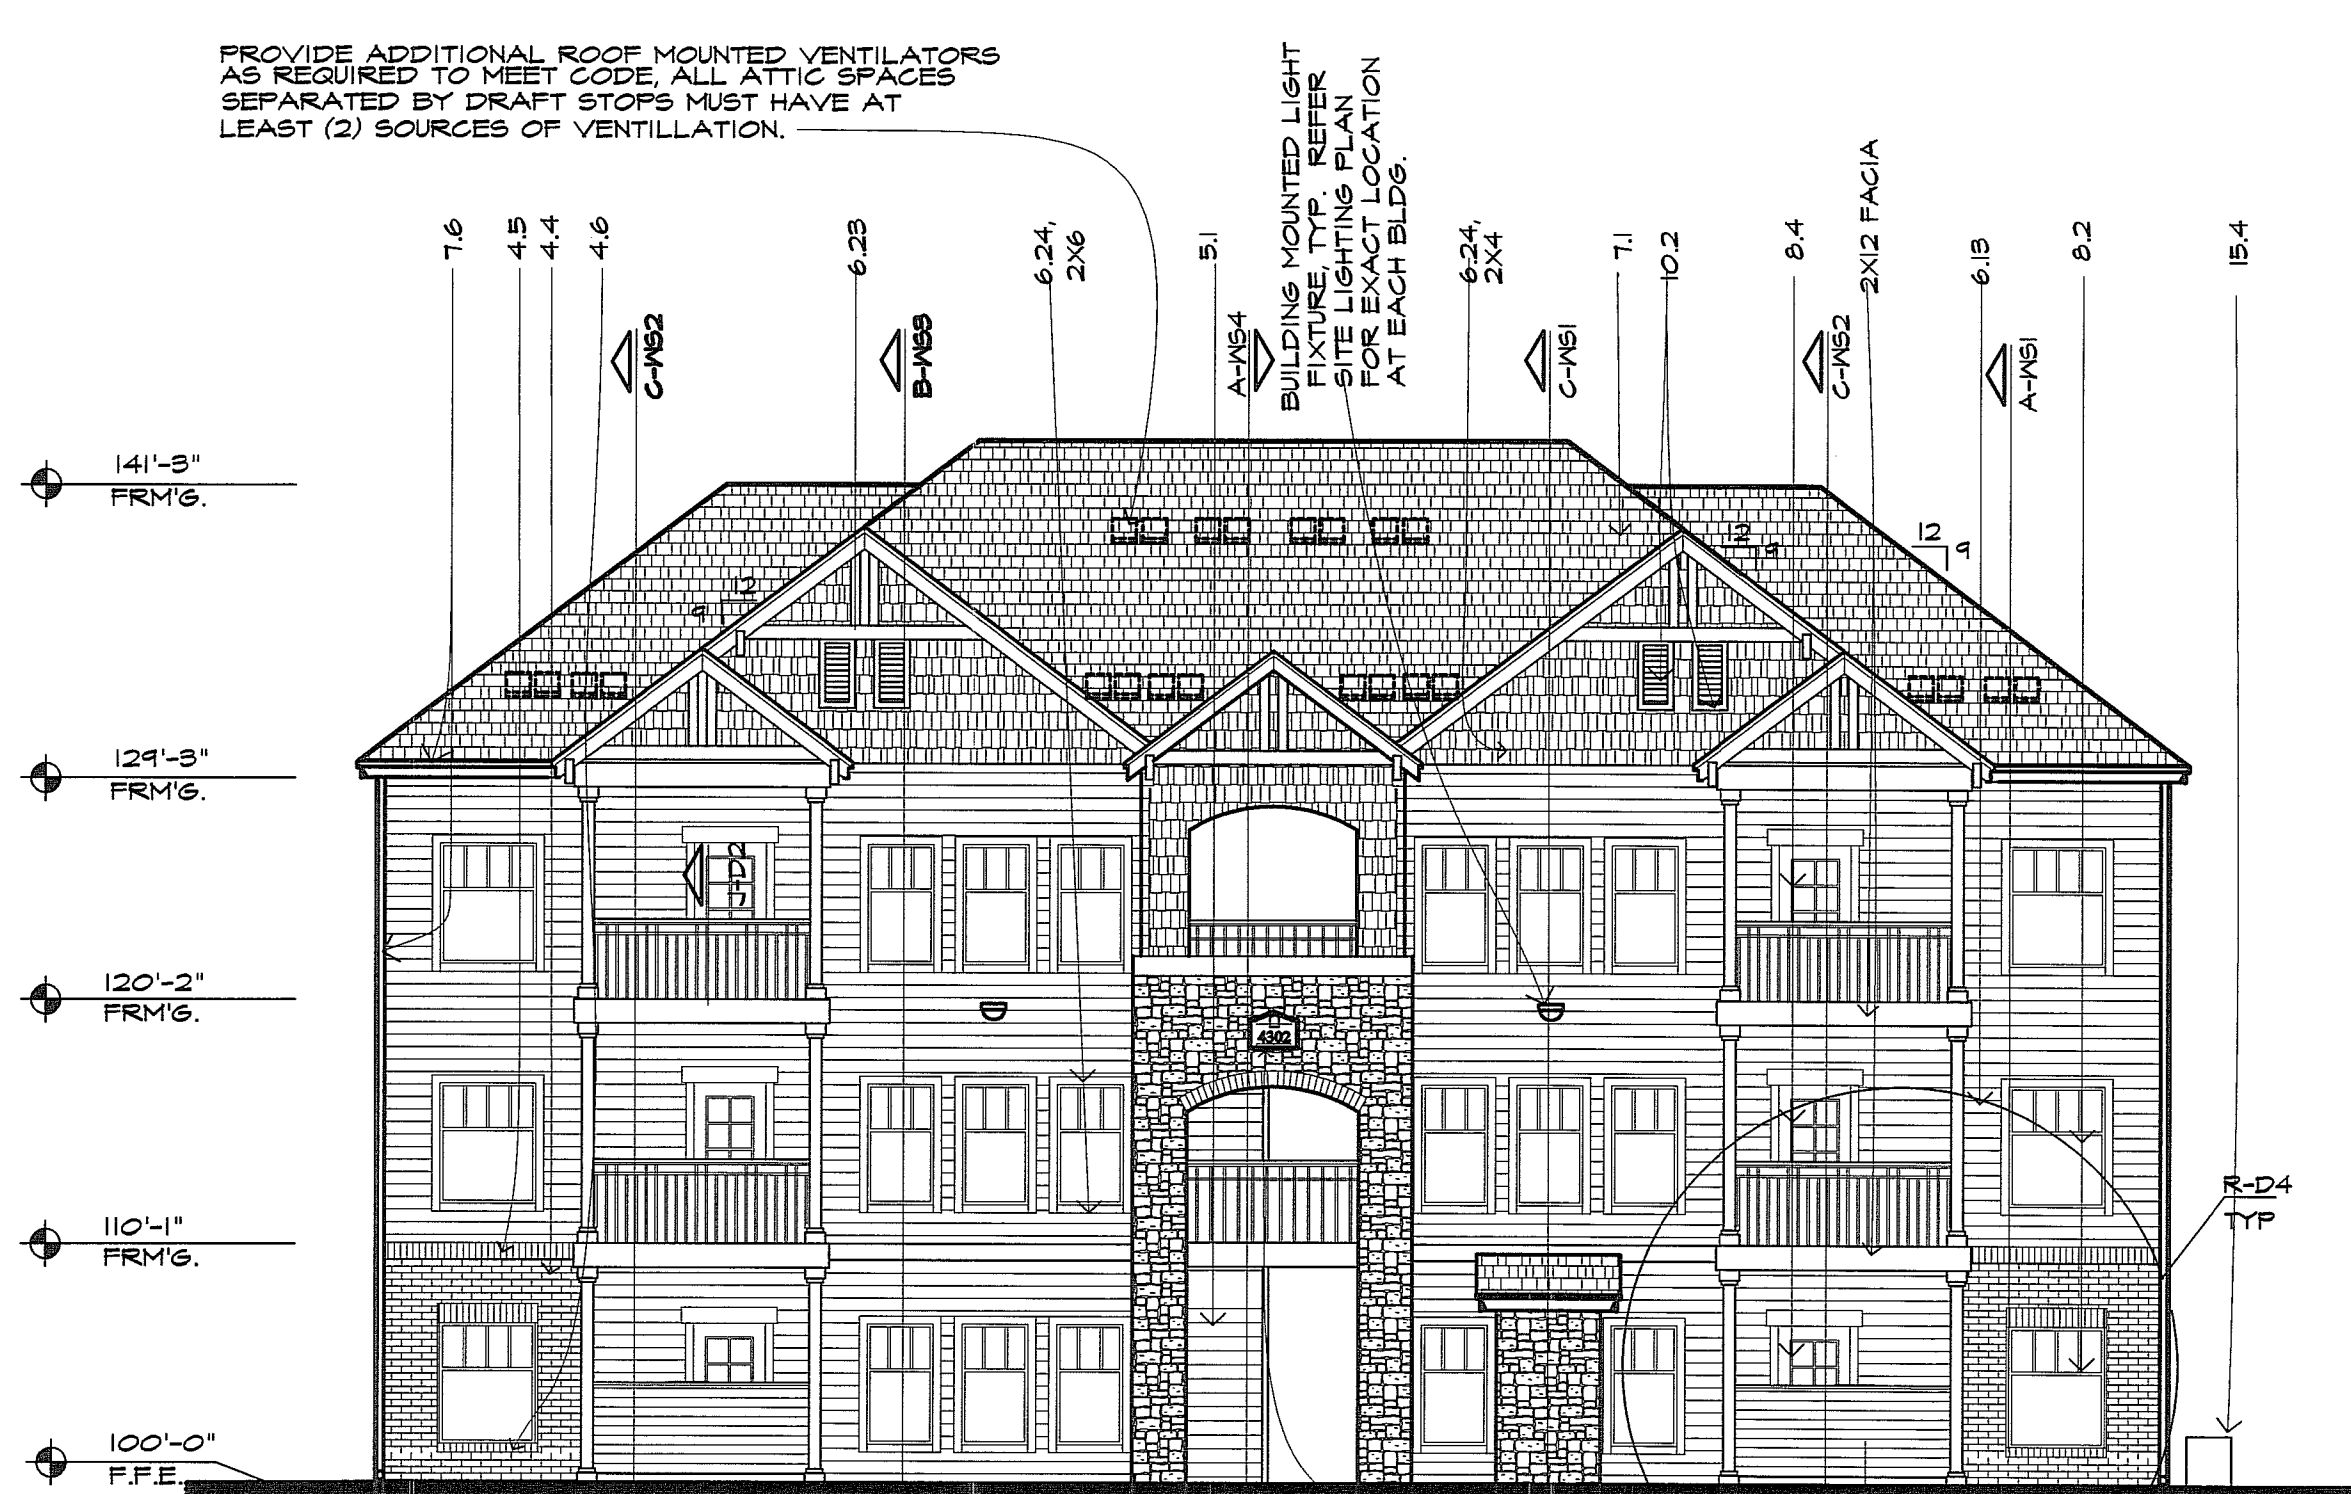 PROVIDE ADDITIONAL ROOF MOUNTED VENTILATORS
AS REQUIRED TO MEET CODE, ALL ATTIC SPACES
SEPARATED BY DRAFT STOPS MUST HAVE AT
LEAST (2) SOURCES OF VENTILLATION.
7.6
4.5
4.4
4.6
6.23
6.24,
2X6
5.1
BUILDING MOUNTED LIGHT
FIXTURE, TYP. REFER
SITE LIGHTING PLAN
FOR EXACT LOCATION
AT EACH BLDG.
6.24,
2X4
7.1
10.2
8.4
2X12 FACIA
6.13
8.2
15.4
C-WS2
B-WS3
A-WS4
C-WS1
C-WS2
A-WS1
141'-3"
FRM'G.
12
9
12
9
12
9
129'-3"
FRM'G.
120'-2"
FRM'G.
4302
110'-1"
FRM'G.
R-D4
TYP
100'-0"
F.F.E.